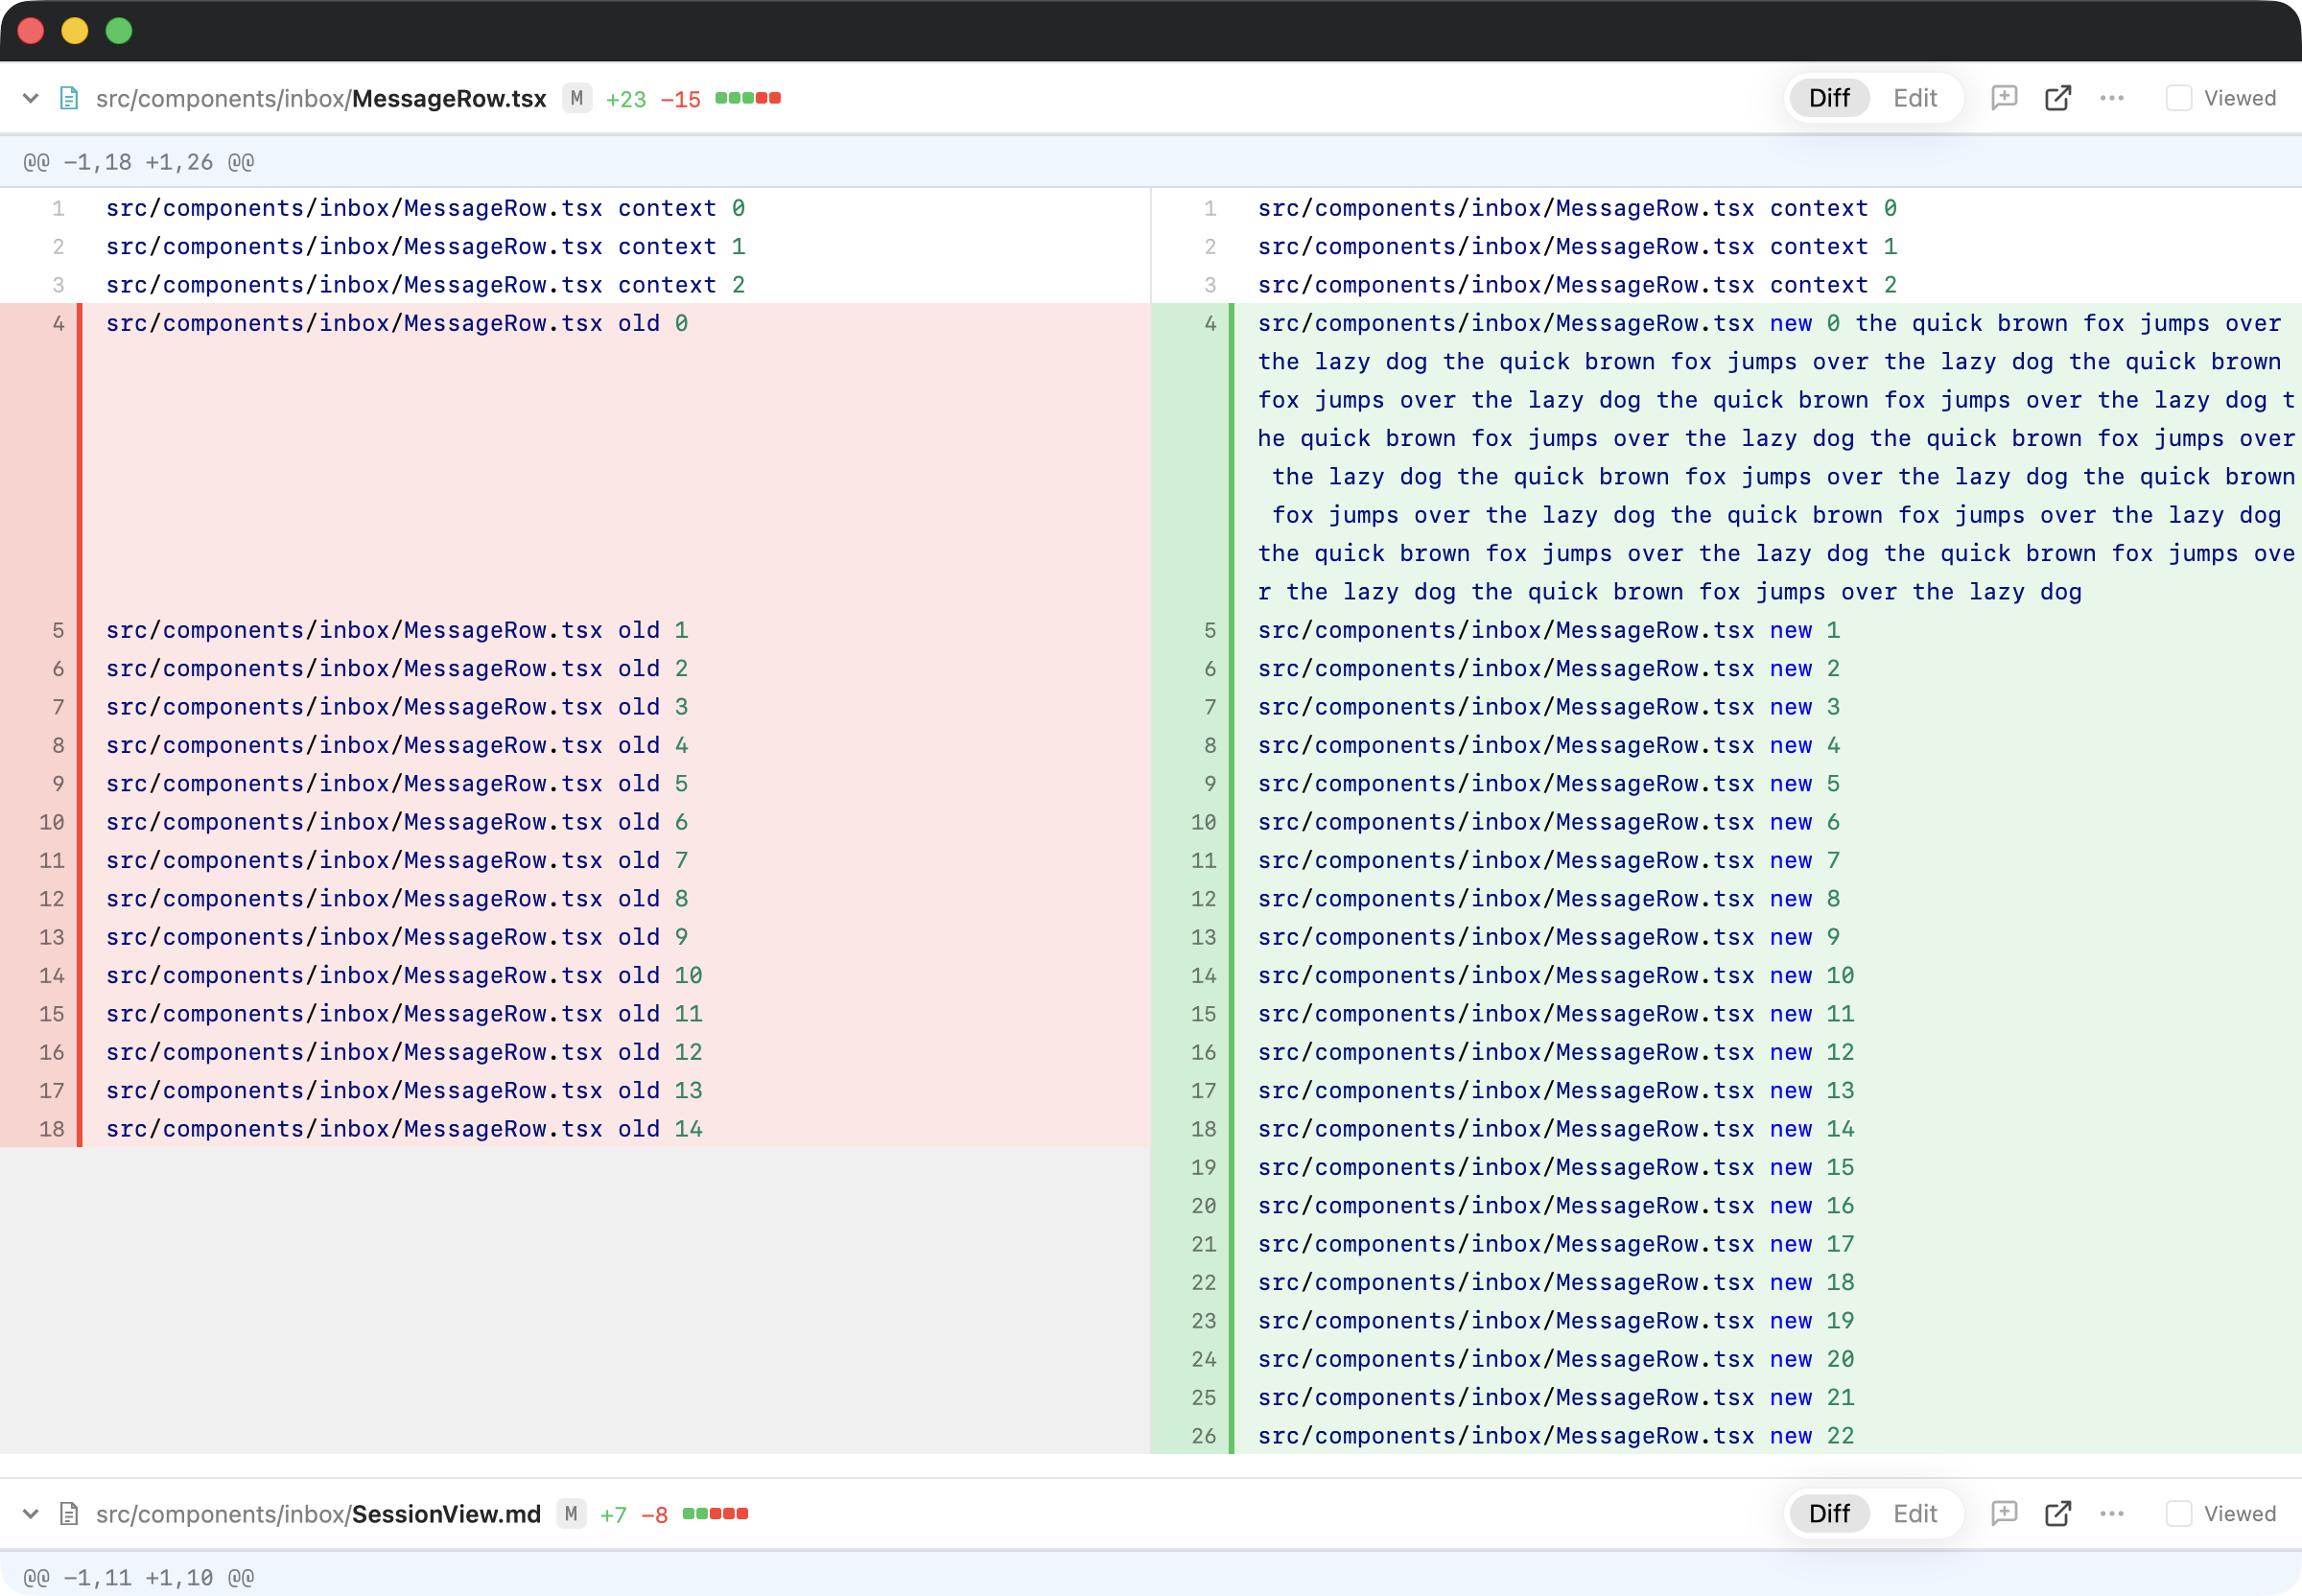 src/components/inbox/MessageRow.tsx M +23 −15 Diff Edit Viewed
@@ −1,18 +1,26 @@
1 src/components/inbox/MessageRow.tsx context 0
2 src/components/inbox/MessageRow.tsx context 1
3 src/components/inbox/MessageRow.tsx context 2
4 src/components/inbox/MessageRow.tsx old 0
5 src/components/inbox/MessageRow.tsx old 1
6 src/components/inbox/MessageRow.tsx old 2
7 src/components/inbox/MessageRow.tsx old 3
8 src/components/inbox/MessageRow.tsx old 4
9 src/components/inbox/MessageRow.tsx old 5
10 src/components/inbox/MessageRow.tsx old 6
11 src/components/inbox/MessageRow.tsx old 7
12 src/components/inbox/MessageRow.tsx old 8
13 src/components/inbox/MessageRow.tsx old 9
14 src/components/inbox/MessageRow.tsx old 10
15 src/components/inbox/MessageRow.tsx old 11
16 src/components/inbox/MessageRow.tsx old 12
17 src/components/inbox/MessageRow.tsx old 13
18 src/components/inbox/MessageRow.tsx old 14
1 src/components/inbox/MessageRow.tsx context 0
2 src/components/inbox/MessageRow.tsx context 1
3 src/components/inbox/MessageRow.tsx context 2
4 src/components/inbox/MessageRow.tsx new 0 the quick brown fox jumps over
the lazy dog the quick brown fox jumps over the lazy dog the quick brown
fox jumps over the lazy dog the quick brown fox jumps over the lazy dog t
he quick brown fox jumps over the lazy dog the quick brown fox jumps over
the lazy dog the quick brown fox jumps over the lazy dog the quick brown
fox jumps over the lazy dog the quick brown fox jumps over the lazy dog
the quick brown fox jumps over the lazy dog the quick brown fox jumps ove
r the lazy dog the quick brown fox jumps over the lazy dog
5 src/components/inbox/MessageRow.tsx new 1
6 src/components/inbox/MessageRow.tsx new 2
7 src/components/inbox/MessageRow.tsx new 3
8 src/components/inbox/MessageRow.tsx new 4
9 src/components/inbox/MessageRow.tsx new 5
10 src/components/inbox/MessageRow.tsx new 6
11 src/components/inbox/MessageRow.tsx new 7
12 src/components/inbox/MessageRow.tsx new 8
13 src/components/inbox/MessageRow.tsx new 9
14 src/components/inbox/MessageRow.tsx new 10
15 src/components/inbox/MessageRow.tsx new 11
16 src/components/inbox/MessageRow.tsx new 12
17 src/components/inbox/MessageRow.tsx new 13
18 src/components/inbox/MessageRow.tsx new 14
19 src/components/inbox/MessageRow.tsx new 15
20 src/components/inbox/MessageRow.tsx new 16
21 src/components/inbox/MessageRow.tsx new 17
22 src/components/inbox/MessageRow.tsx new 18
23 src/components/inbox/MessageRow.tsx new 19
24 src/components/inbox/MessageRow.tsx new 20
25 src/components/inbox/MessageRow.tsx new 21
26 src/components/inbox/MessageRow.tsx new 22
src/components/inbox/SessionView.md M +7 −8 Diff Edit Viewed
@@ −1,11 +1,10 @@